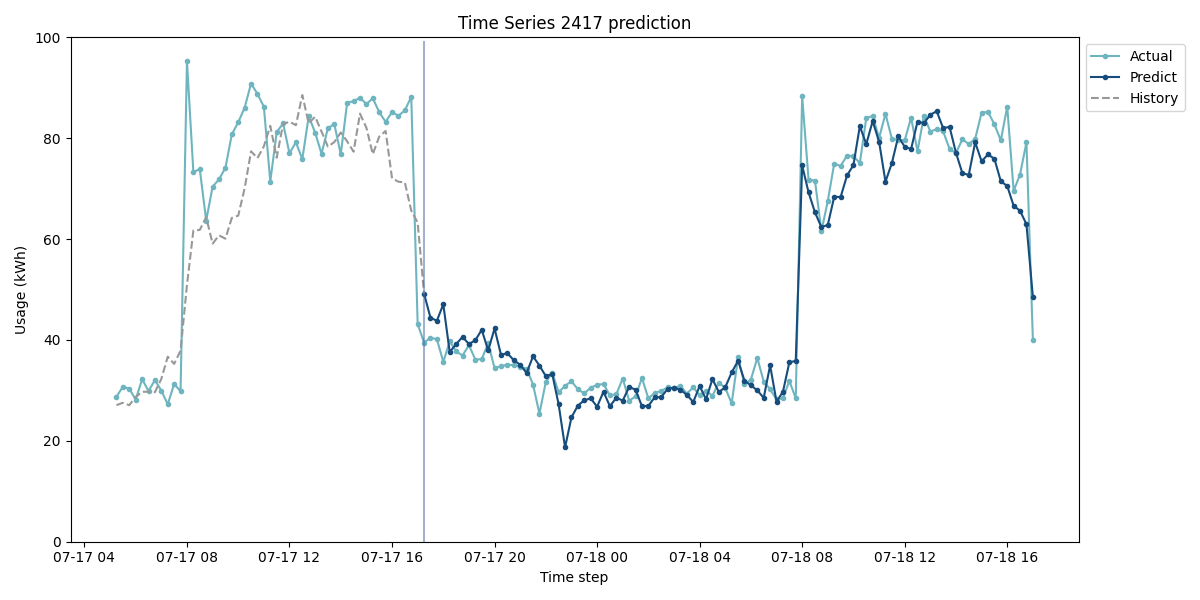 Time Series 2417 prediction
Usage (kWh)
100
80
60
40
20
0
07-17 04 07-17 08 07-17 12 07-17 16 07-17 20 07-18 00 07-18 04 07-18 08 07-18 12 07-18 16
Time step
Actual
Predict
History